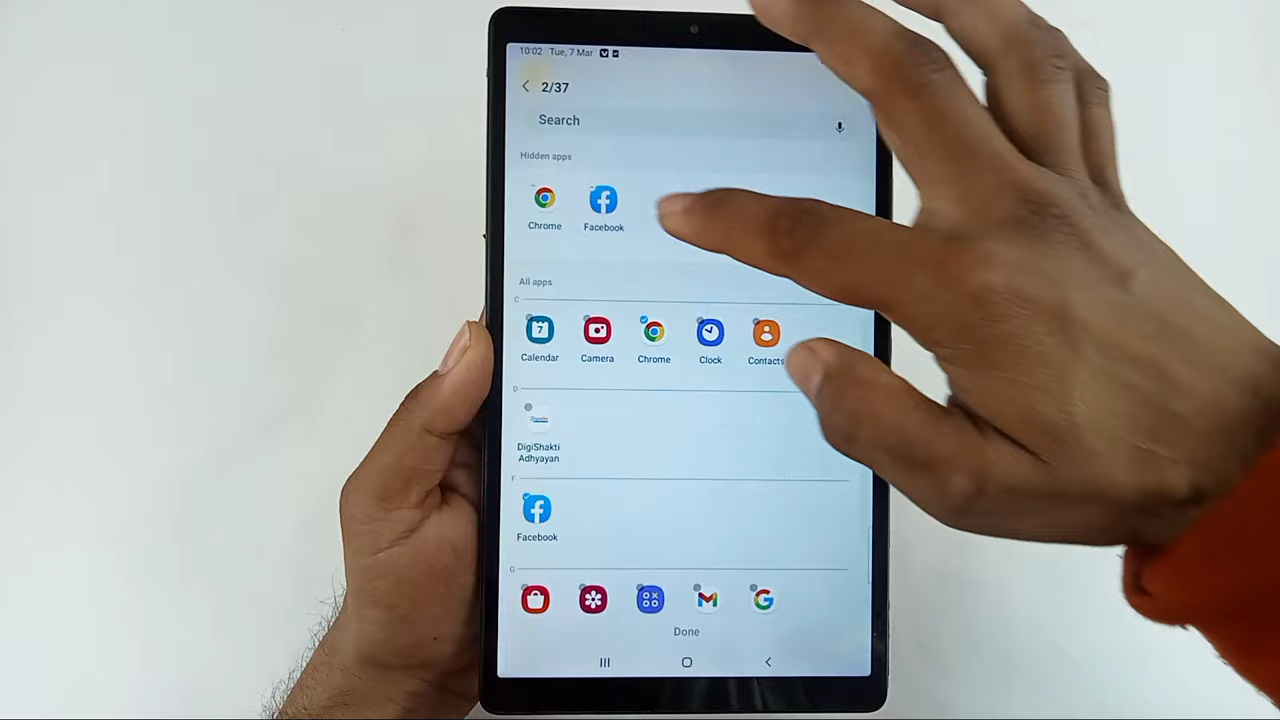 10:02 Tue, 7 Mar
2/37
Search
Hidden apps
Chrome Facebook
All apps
C
Calendar Camera Chrome Clock Contacts
D
DigiShakti
Adhyayan
F
Facebook
G
Done